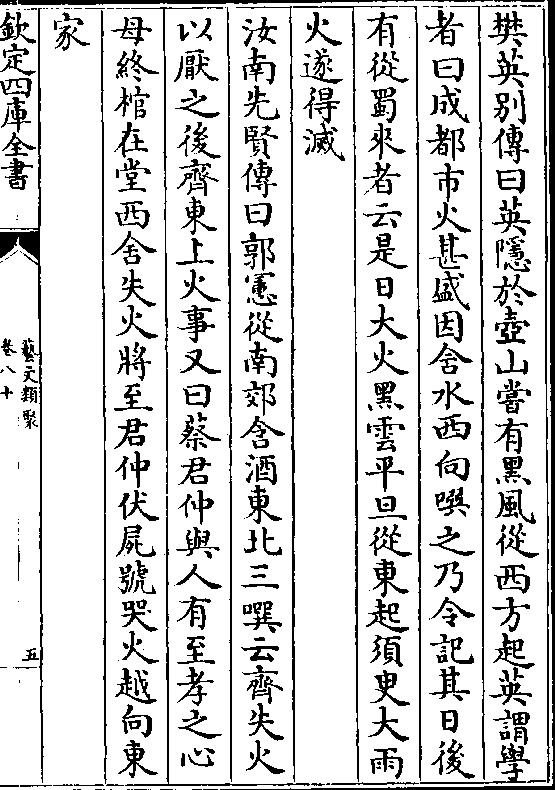 樊英别傳曰英隱於壺山嘗有黑風從西方起英謂學
者曰成都市火甚盛因含水西向噀之乃令記其日後
有從蜀來者云是日大火黑雲平旦從東起須臾大雨
火遂得滅
汝南先賢傳曰郭憲從南郊含酒東北三噀云齊失火
以厭之後齊東上火事又曰蔡君仲與人有至孝之心
母終棺在堂西舍失火將至君仲伏屍號哭火越向東
家
欽定四庫全書
藝文類聚
卷八十
五